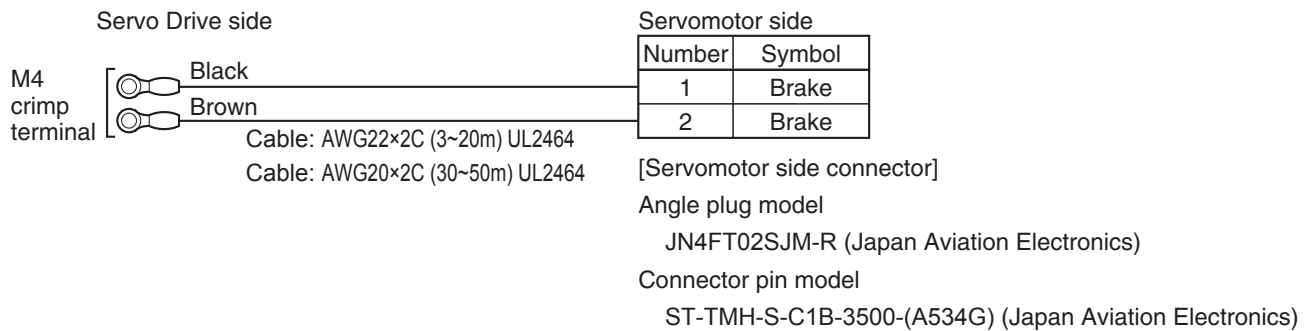 Servo Drive side
Servomotor side
Number Symbol
M4
crimp
terminal
Black
1 Brake
Brown
2 Brake
Cable: AWG22×2C (3~20m) UL2464
Cable: AWG20×2C (30~50m) UL2464
[Servomotor side connector]
Angle plug model
JN4FT02SJM-R (Japan Aviation Electronics)
Connector pin model
ST-TMH-S-C1B-3500-(A534G) (Japan Aviation Electronics)